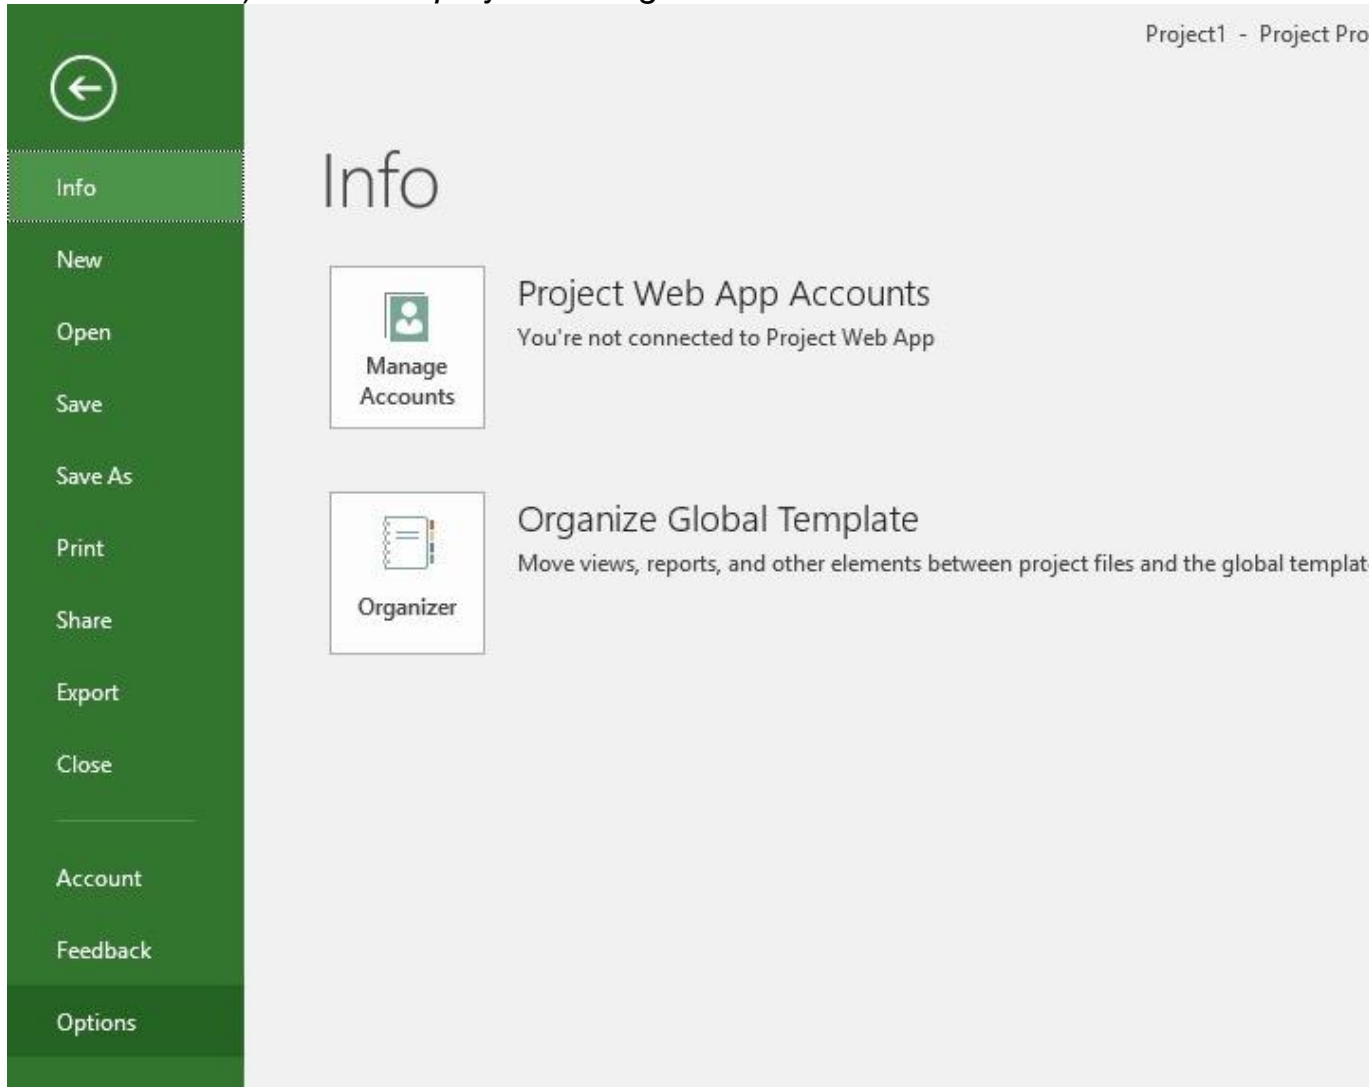 Project1 - Project Pro
Info
New
Open
Save
Save As
Print
Share
Export
Close
Account
Feedback
Options
Info
Manage
Accounts
Project Web App Accounts
You're not connected to Project Web App
Organizer
Organize Global Template
Move views, reports, and other elements between project files and the global templat